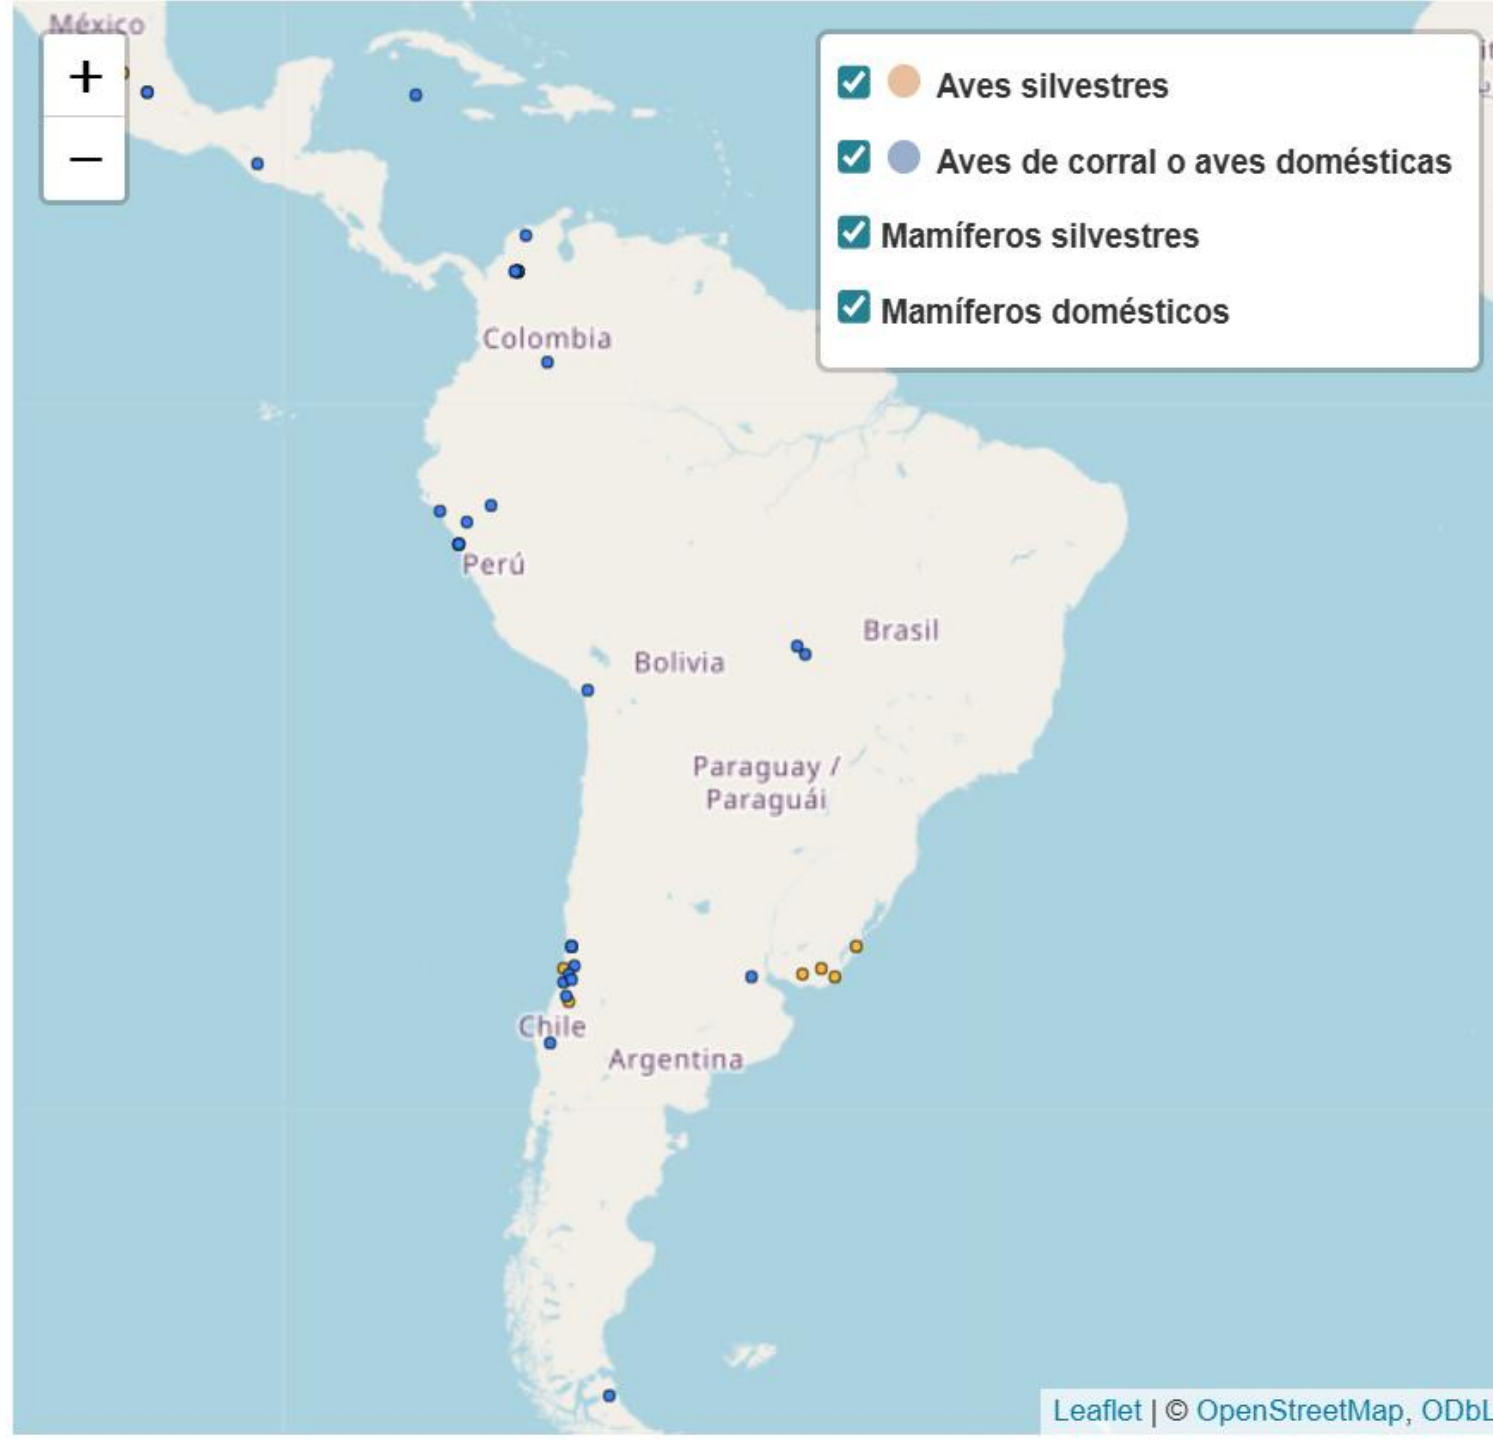 México
+
−
Aves silvestres
Aves de corral o aves domésticas
Mamíferos silvestres
Mamíferos domésticos
Colombia
Perú
Brasil
Bolivia
Paraguay /
Paraguái
Chile
Argentina
Leaflet | © OpenStreetMap, ODbL